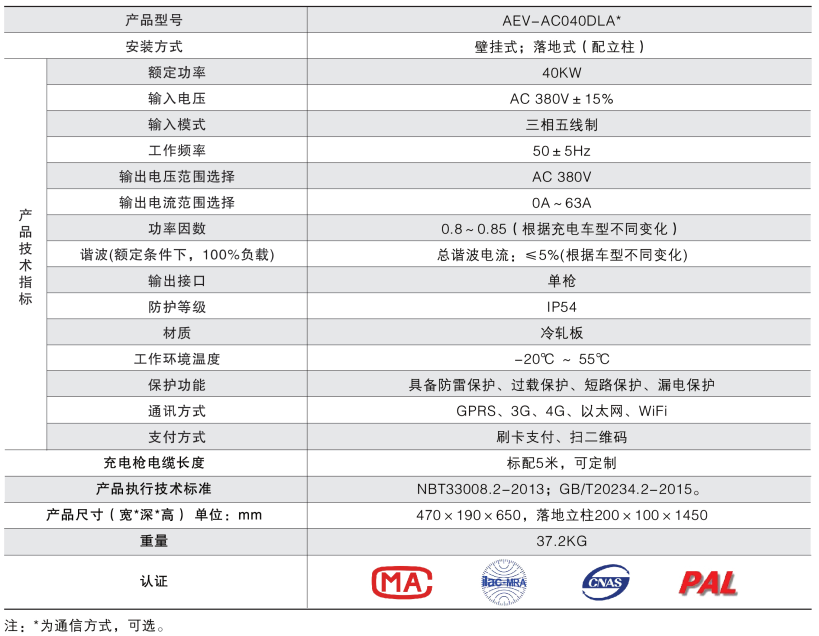 产品型号 AEV-AC040DLA*
安装方式 壁挂式；落地式（配立柱）
产品技术指标
额定功率 40KW
输入电压 AC 380V±15%
输入模式 三相五线制
工作频率 50±5Hz
输出电压范围选择 AC 380V
输出电流范围选择 0A~63A
功率因数 0.8~0.85（根据充电车型不同变化）
谐波(额定条件下，100%负载) 总谐波电流：≤5%(根据车型不同变化)
输出接口 单枪
防护等级 IP54
材质 冷轧板
工作环境温度 -20℃ ~ 55℃
保护功能 具备防雷保护、过载保护、短路保护、漏电保护
通讯方式 GPRS、3G、4G、以太网、WiFi
支付方式 刷卡支付、扫二维码
充电枪电缆长度 标配5米，可定制
产品执行技术标准 NBT33008.2-2013；GB/T20234.2-2015。
产品尺寸（宽*深*高） 单位：mm 470×190×650，落地立柱200×100×1450
重量 37.2KG
认证 MA ilac-MRA CNAS PAL
注：*为通信方式，可选。